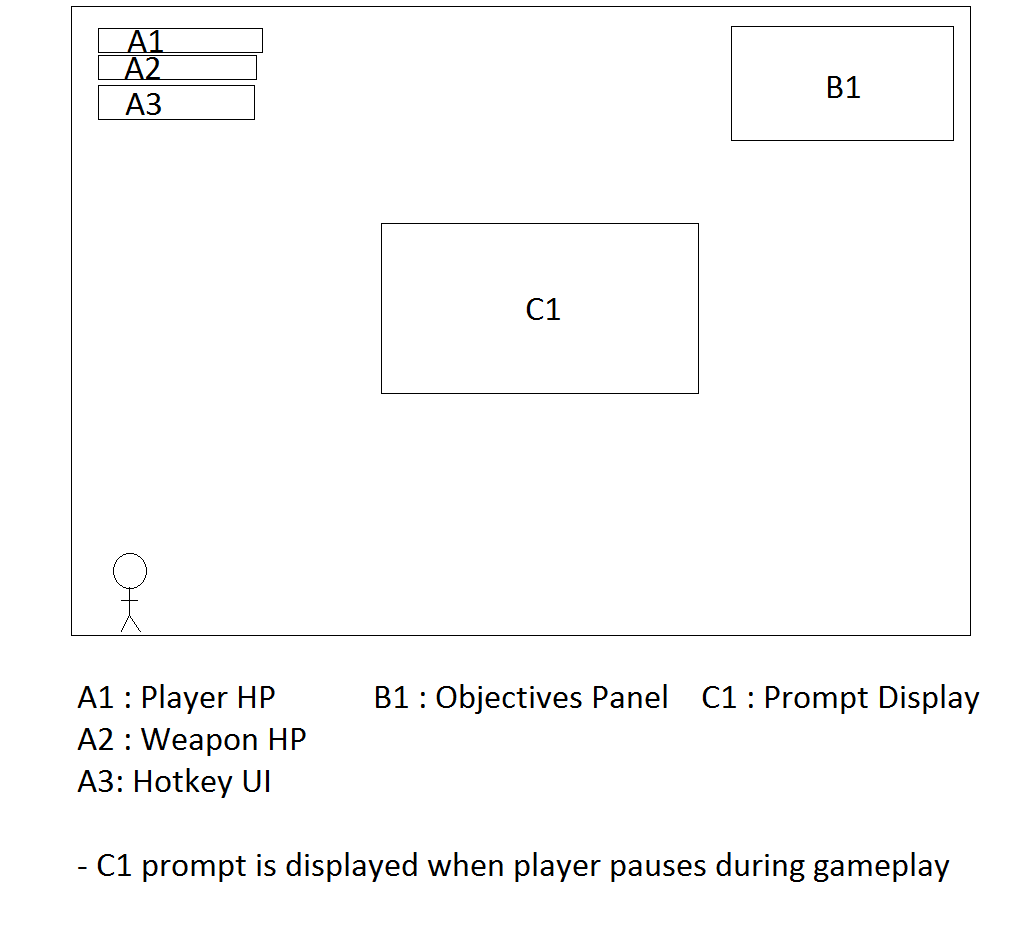 A1
A2
A3
B1
C1
A1 : Player HP B1 : Objectives Panel C1 : Prompt Display
A2 : Weapon HP
A3: Hotkey UI
- C1 prompt is displayed when player pauses during gameplay